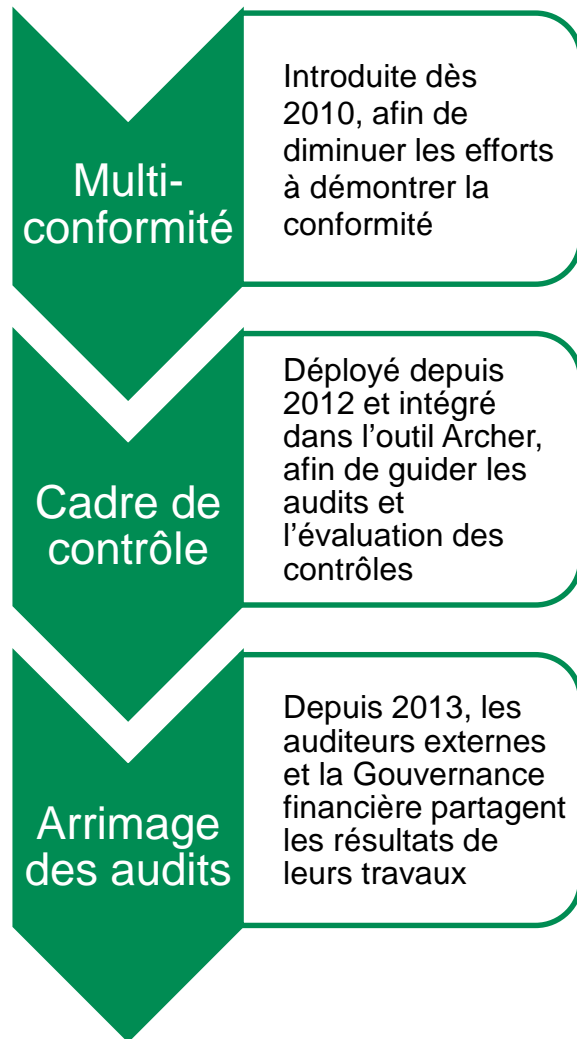 Multi-
conformité
Introduite dès
2010, afin de
diminuer les efforts
à démontrer la
conformité
Cadre de
contrôle
Déployé depuis
2012 et intégré
dans l’outil Archer,
afin de guider les
audits et
l’évaluation des
contrôles
Arrimage
des audits
Depuis 2013, les
auditeurs externes
et la Gouvernance
financière partagent
les résultats de
leurs travaux